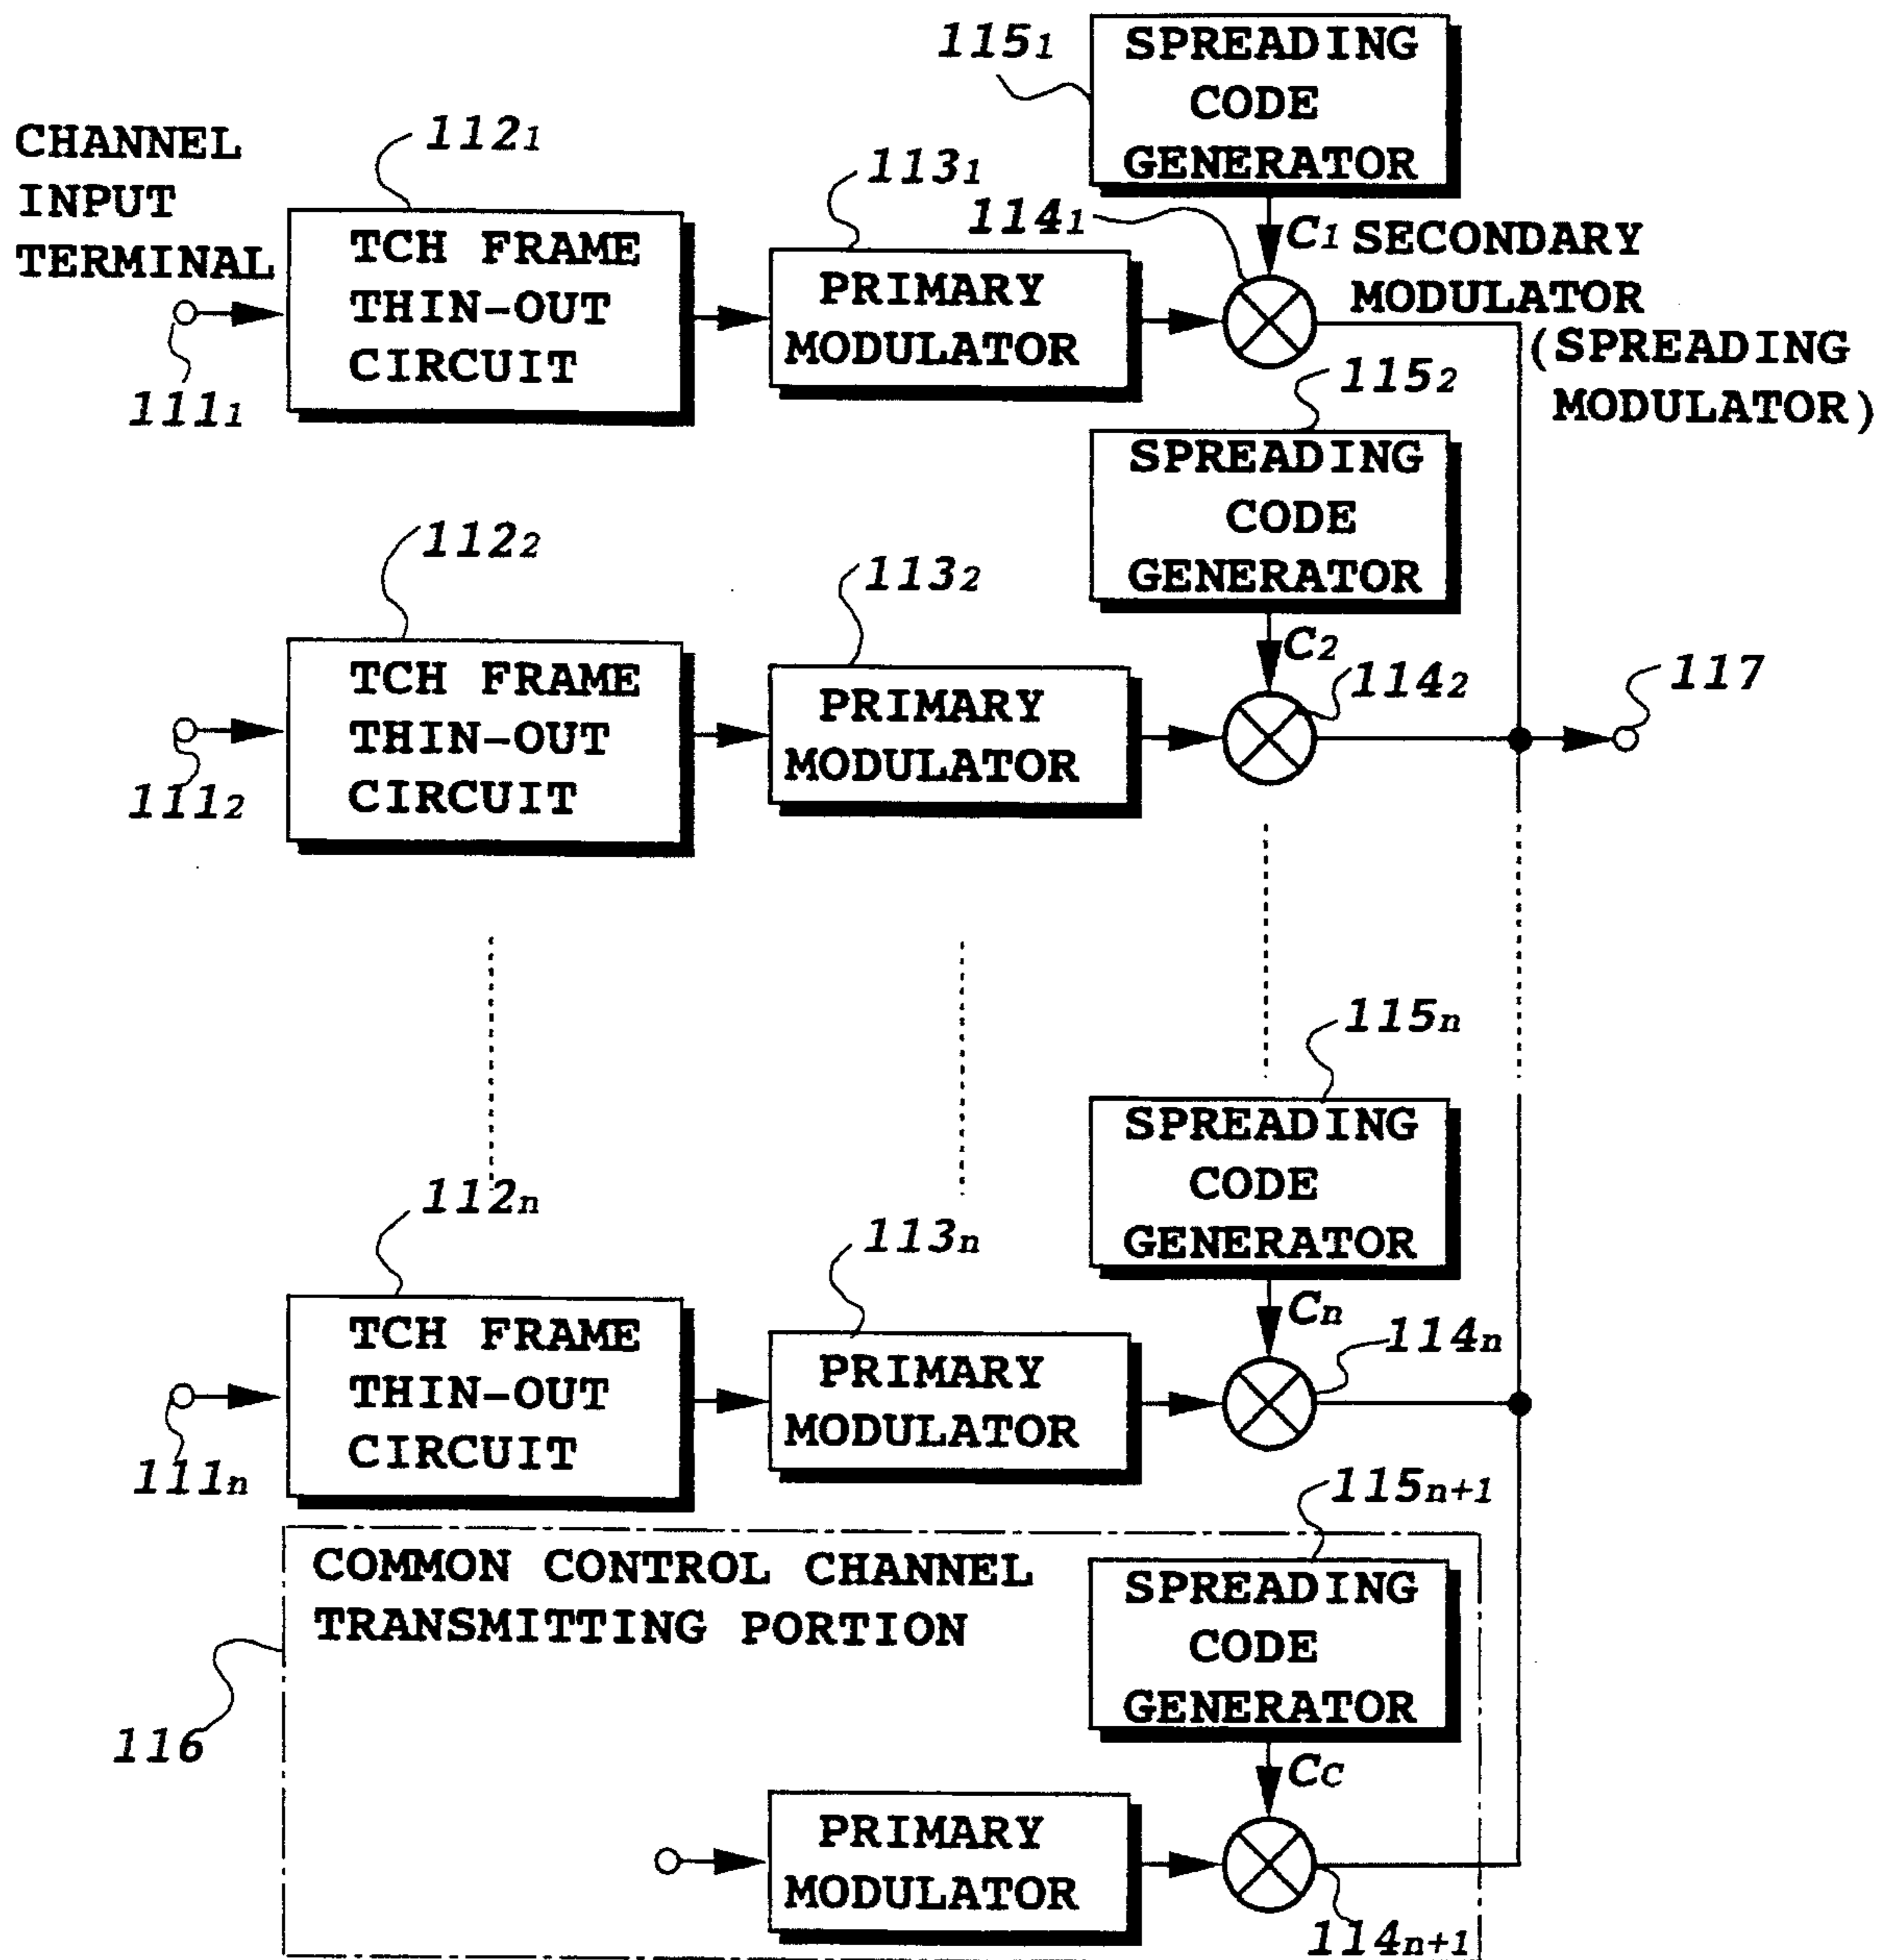 115₁
SPREADING
CODE
GENERATOR
CHANNEL
INPUT
TERMINAL
112₁
113₁
114₁
C₁
SECONDARY
MODULATOR
(SPREADING
MODULATOR)
TCH FRAME
THIN-OUT
CIRCUIT
PRIMARY
MODULATOR
111₁
115₂
SPREADING
CODE
GENERATOR
112₂
113₂
C₂
114₂
117
TCH FRAME
THIN-OUT
CIRCUIT
PRIMARY
MODULATOR
111₂
115ₙ
SPREADING
CODE
GENERATOR
112ₙ
113ₙ
Cₙ
114ₙ
TCH FRAME
THIN-OUT
CIRCUIT
PRIMARY
MODULATOR
111ₙ
115ₙ₊₁
COMMON CONTROL CHANNEL
TRANSMITTING PORTION
SPREADING
CODE
GENERATOR
116
CC
PRIMARY
MODULATOR
114ₙ₊₁